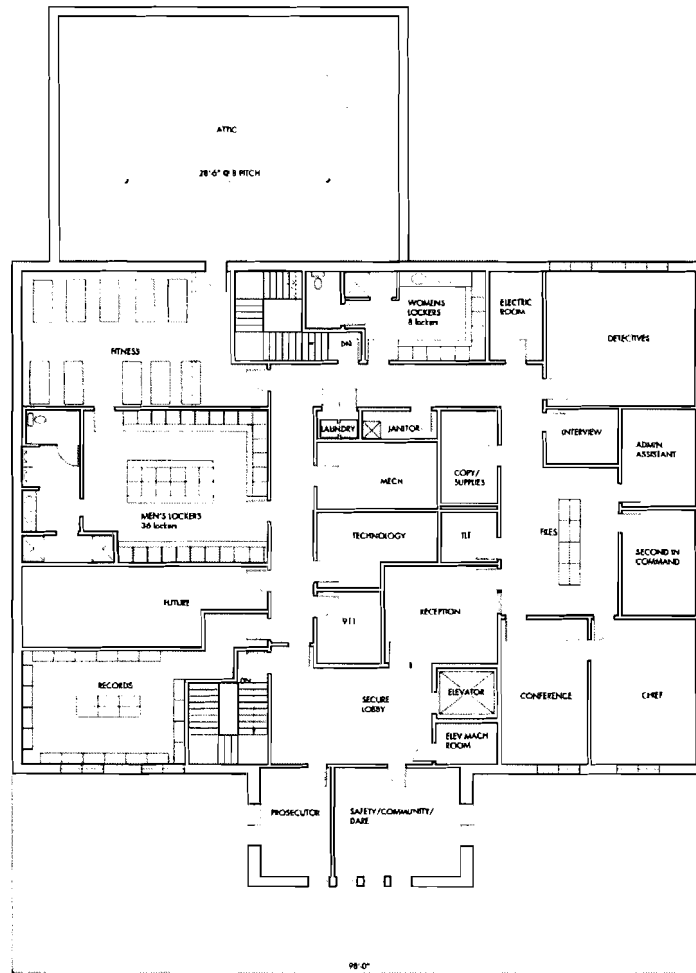 ATTIC
28'-6" @ 8 PITCH
WOMENS
LOCKERS
8 lockers
ELECTRIC
ROOM
DN
FITNESS
DETECTIVES
LAUNDRY
JANITOR
INTERVIEW
ADMIN
ASSISTANT
MECH
COPY/
SUPPLIES
MEN'S LOCKERS
36 lockers
TECHNOLOGY
TLT
FILES
SECOND IN
COMMAND
FUTURE
911
RECEPTION
DN
RECORDS
SECURE
LOBBY
ELEVATOR
CONFERENCE
CHIEF
ELEV MACH
ROOM
PROSECUTOR
SAFETY/COMMUNITY/
DARE
98'-0"